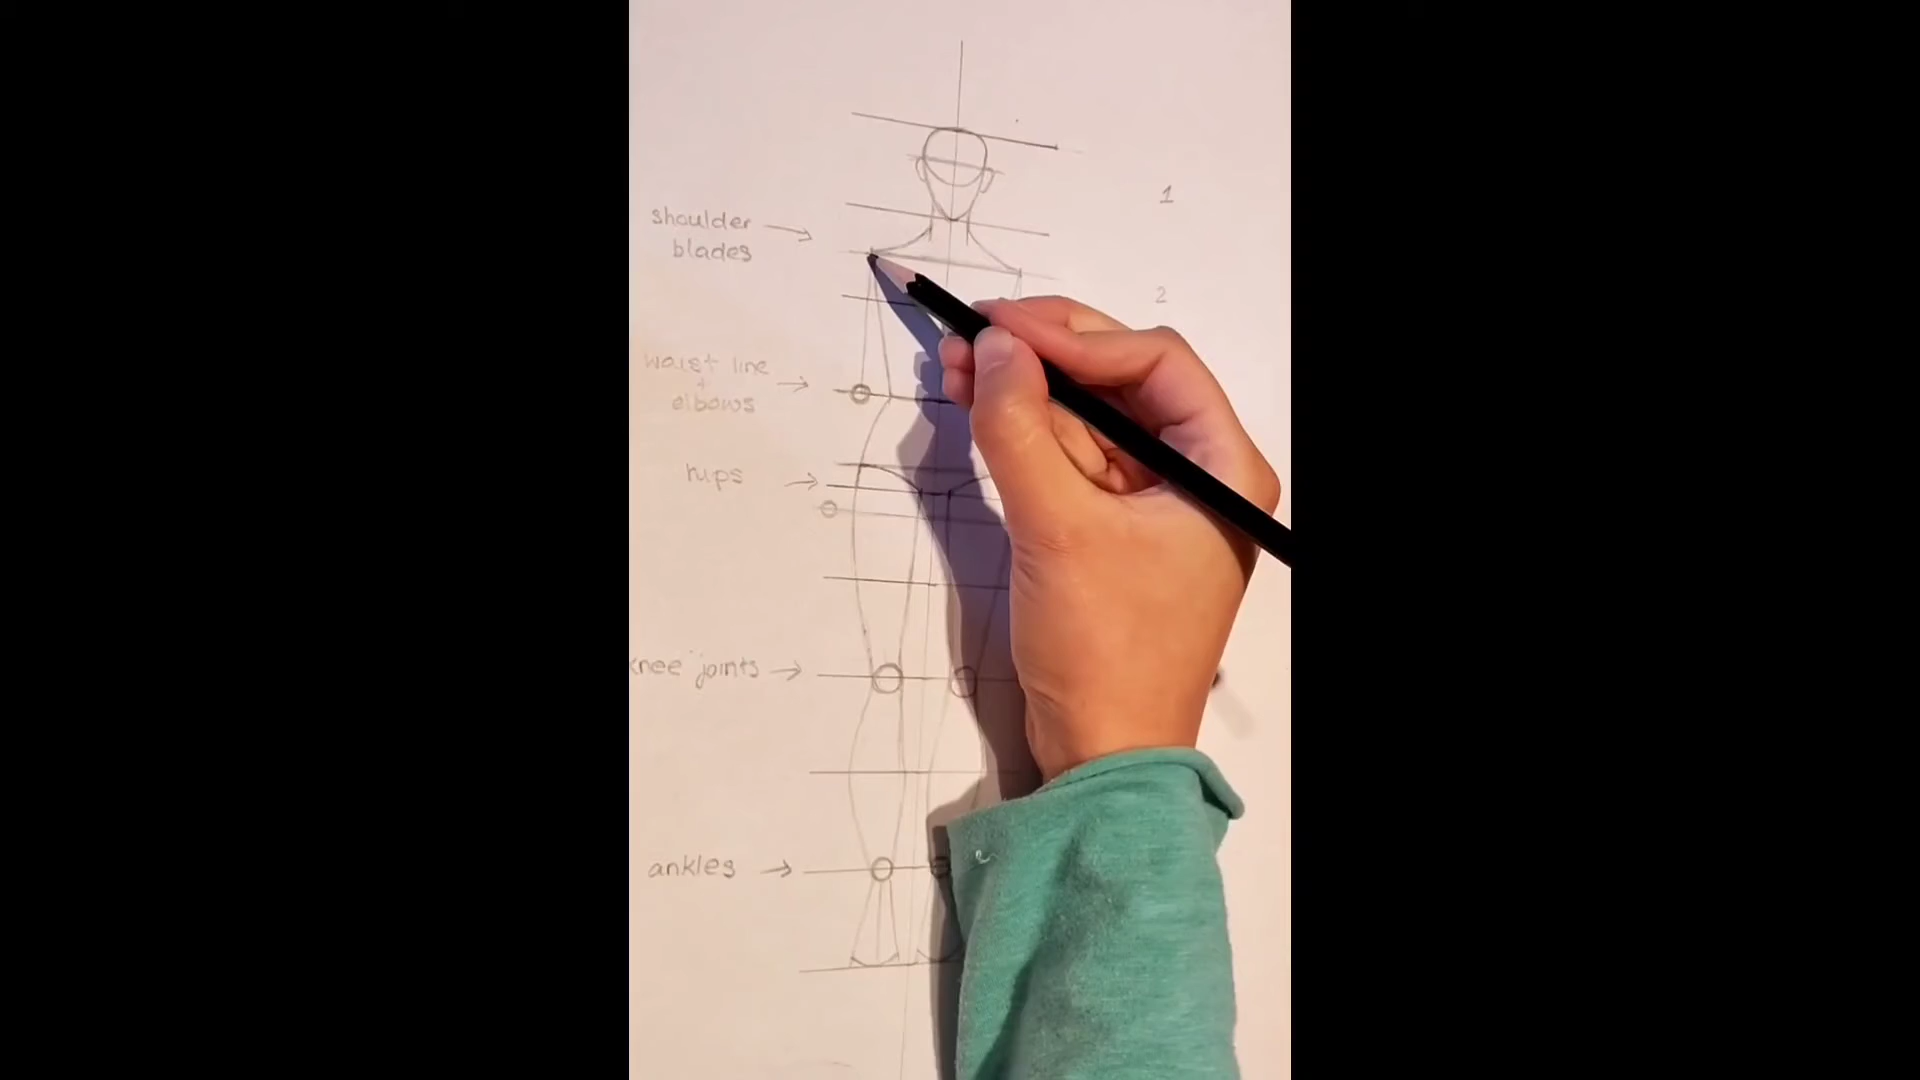 1
shoulder
blades
2
waist line
+
elbows
hips
knee joints
ankles